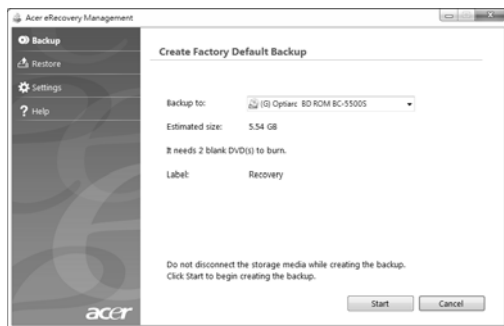 Acer eRecovery Management
Backup
Restore
Settings
Help
Create Factory Default Backup
Backup to: (G) Optiarc BD ROM BC-5500S
Estimated size: 5.54 GB
It needs 2 blank DVD(s) to burn.
Label: Recovery
Do not disconnect the storage media while creating the backup.
Click Start to begin creating the backup.
Start Cancel
acer